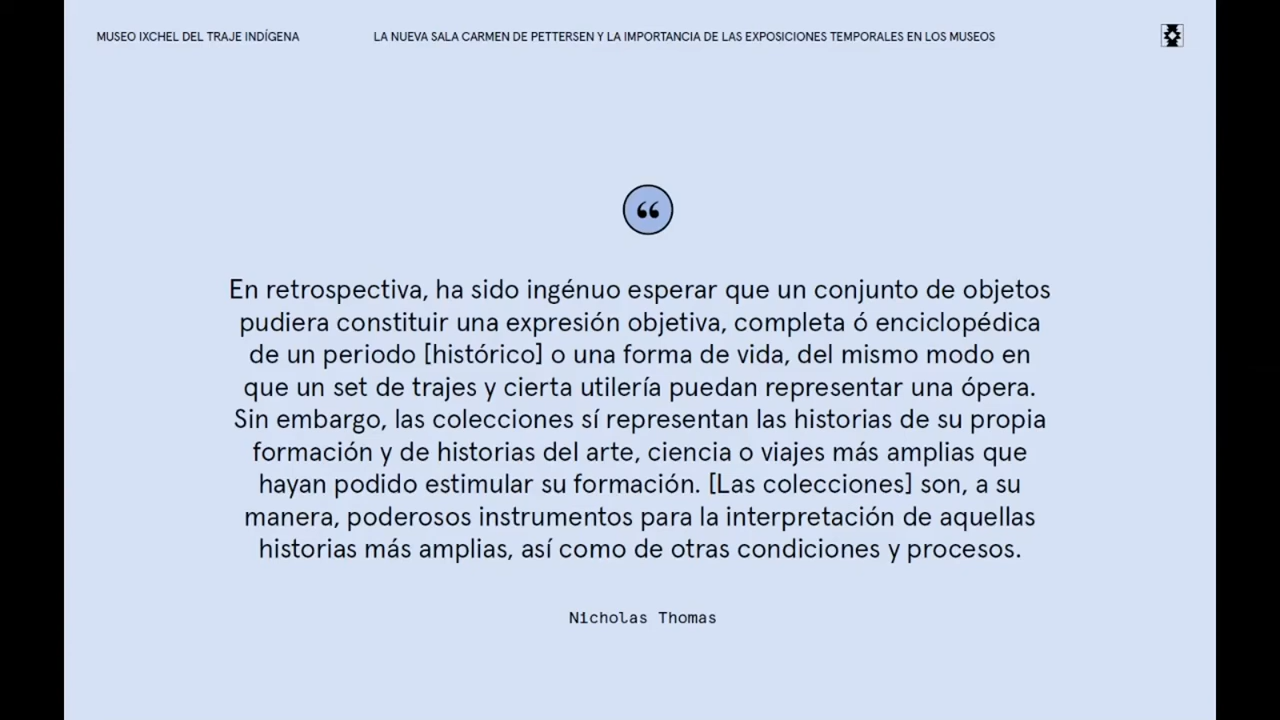 MUSEO IXCHEL DEL TRAJE INDÍGENA
LA NUEVA SALA CARMEN DE PETTERSEN Y LA IMPORTANCIA DE LAS EXPOSICIONES TEMPORALES EN LOS MUSEOS
“
En retrospectiva, ha sido ingénuo esperar que un conjunto de objetos
pudiera constituir una expresión objetiva, completa ó enciclopédica
de un periodo [histórico] o una forma de vida, del mismo modo en
que un set de trajes y cierta utilería puedan representar una ópera.
Sin embargo, las colecciones sí representan las historias de su propia
formación y de historias del arte, ciencia o viajes más amplias que
hayan podido estimular su formación. [Las colecciones] son, a su
manera, poderosos instrumentos para la interpretación de aquellas
historias más amplias, así como de otras condiciones y procesos.
Nicholas Thomas